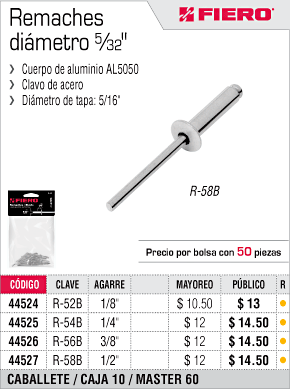 Remaches
diámetro 5/32"
FIERO
Cuerpo de aluminio AL5050
Clavo de acero
Diámetro de tapa: 5/16"
R-58B
FIERO
Precio por bolsa con 50 piezas
CÓDIGO CLAVE AGARRE MAYOREO PÚBLICO R
44524 R-52B 1/8" $ 10.50 $ 13
44525 R-54B 1/4" $ 12 $ 14.50
44526 R-56B 3/8" $ 12 $ 14.50
44527 R-58B 1/2" $ 12 $ 14.50
CABALLETE / CAJA 10 / MASTER 60